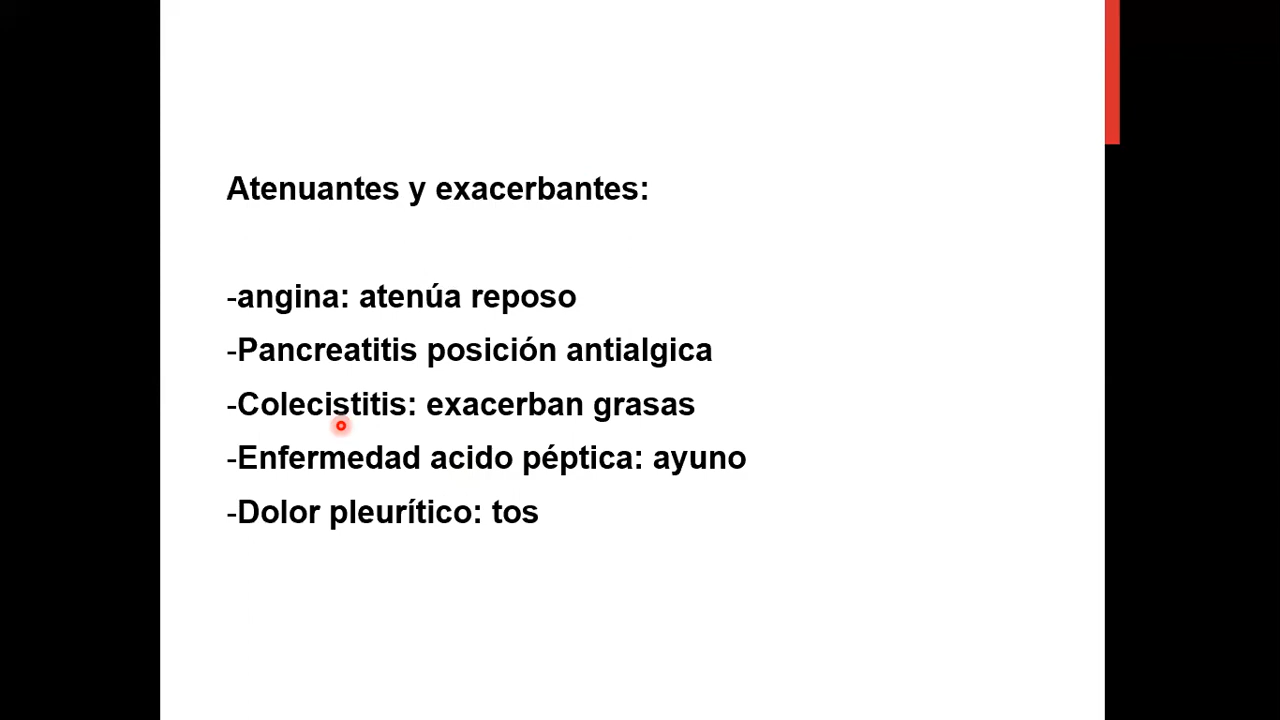 Atenuantes y exacerbantes:
-angina: atenúa reposo
-Pancreatitis posición antialgica
-Colecistitis: exacerban grasas
-Enfermedad acido péptica: ayuno
-Dolor pleurítico: tos